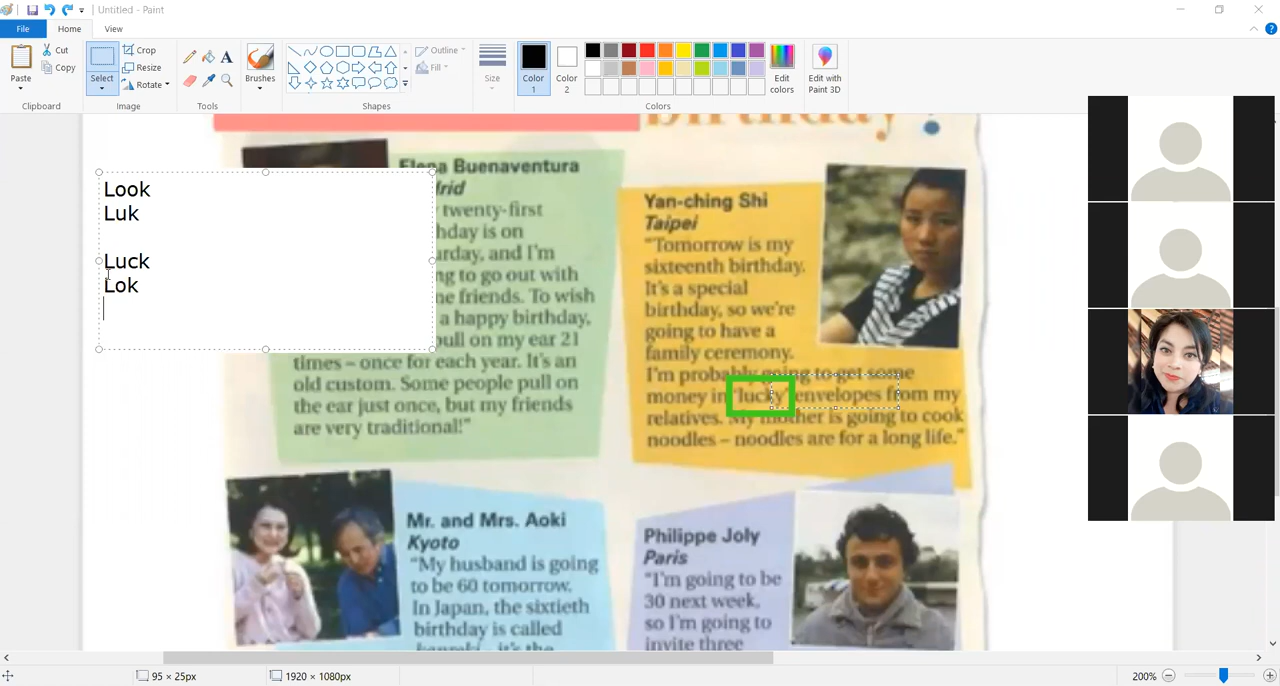 Untitled - Paint
File
Home
View
Paste
Cut
Copy
Clipboard
Select
Crop
Resize
Rotate
Image
Tools
Brushes
Shapes
Outline
Fill
Size
Color 1
Color 2
Edit colors
Edit with Paint 3D
Colors
birthday!
Look
Luk
Luck
Lok
Elena Buenaventura
twenty-first
hday is on
urday, and I'm
ng to go out with
ne friends. To wish
a happy birthday,
pull on my ear 21
times – once for each year. It's an
old custom. Some people pull on
the ear just once, but my friends
are very traditional!"
Yan-ching Shi
Taipei
"Tomorrow is my
sixteenth birthday.
It's a special
birthday, so we're
going to have a
family ceremony.
I'm probably going to get some
money in "lucky" envelopes from my
relatives. My mother is going to cook
noodles – noodles are for a long life."
Mr. and Mrs. Aoki
Kyoto
"My husband is going
to be 60 tomorrow.
In Japan, the sixtieth
birthday is called
Philippe Joly
Paris
"I'm going to be
30 next week,
so I'm going to
invite three
95 × 25px
1920 × 1080px
200%